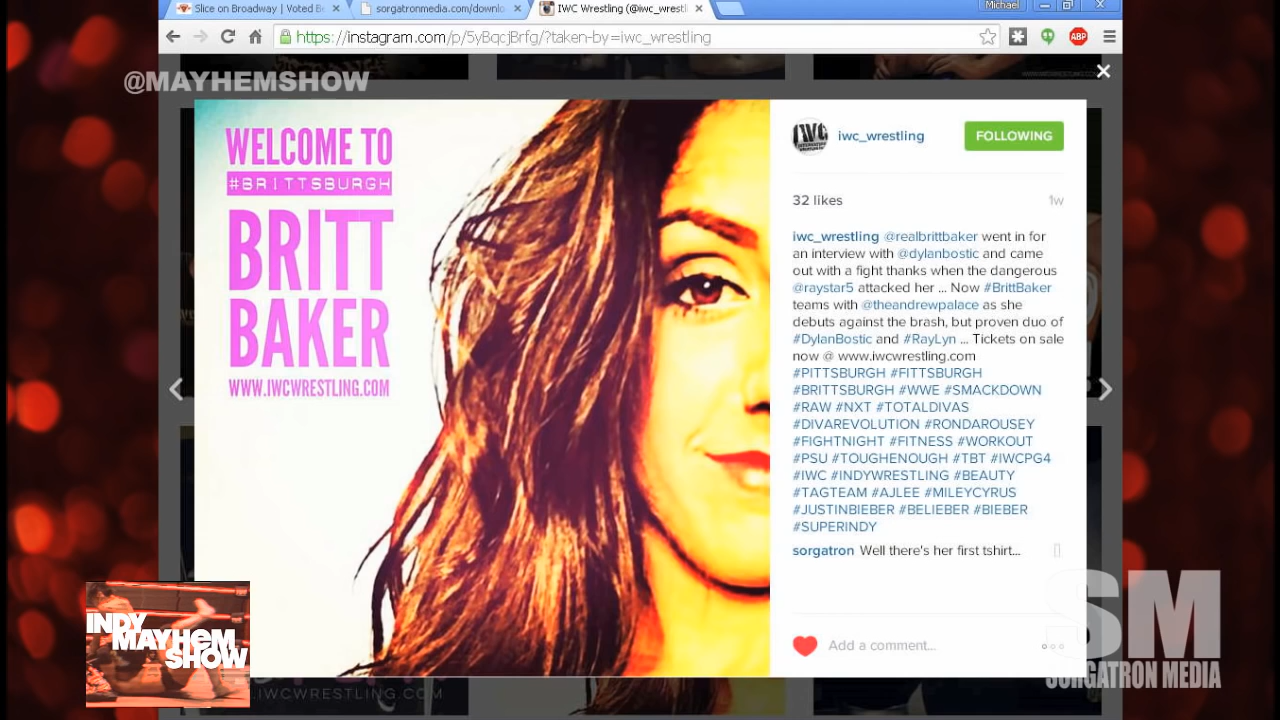 Slice on Broadway | Voted B
sorgatronmedia.com/downlo
IWC Wrestling (@iwc_wrestl
Michael
https://instagram.com/p/5yBqcjBrfg/?taken-by=iwc_wrestling
ABP
@MAYHEMSHOW
WELCOME TO
#BRITTSBURGH
BRITT
BAKER
WWW.IWCWRESTLING.COM
IWC
iwc_wrestling
FOLLOWING
32 likes
1w
iwc_wrestling @realbrittbaker went in for
an interview with @dylanbostic and came
out with a fight thanks when the dangerous
@raystar5 attacked her ... Now #BrittBaker
teams with @theandrewpalace as she
debuts against the brash, but proven duo of
#DylanBostic and #RayLyn ... Tickets on sale
now @ www.iwcwrestling.com
#PITTSBURGH #FITTSBURGH
#BRITTSBURGH #WWE #SMACKDOWN
#RAW #NXT #TOTALDIVAS
#DIVAREVOLUTION #RONDAROUSEY
#FIGHTNIGHT #FITNESS #WORKOUT
#PSU #TOUGHENOUGH #TBT #IWCPG4
#IWC #INDYWRESTLING #BEAUTY
#TAGTEAM #AJLEE #MILEYCYRUS
#JUSTINBIEBER #BELIEBER #BIEBER
#SUPERINDY
sorgatron Well there's her first tshirt...
Add a comment...
INDY
MAYHEM
SHOW
.IWCWRESTLING.COM
SM
SORGATRON MEDIA